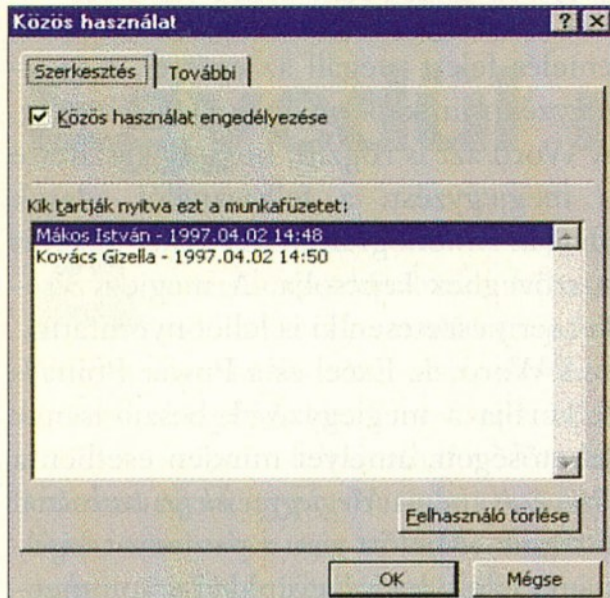 Közös használat
Szerkesztés
További
Közös használat engedélyezése
Kik tartják nyitva ezt a munkafüzetet:
Mákos István - 1997.04.02 14:48
Kovács Gizella - 1997.04.02 14:50
Felhasználó törlése
OK
Mégse